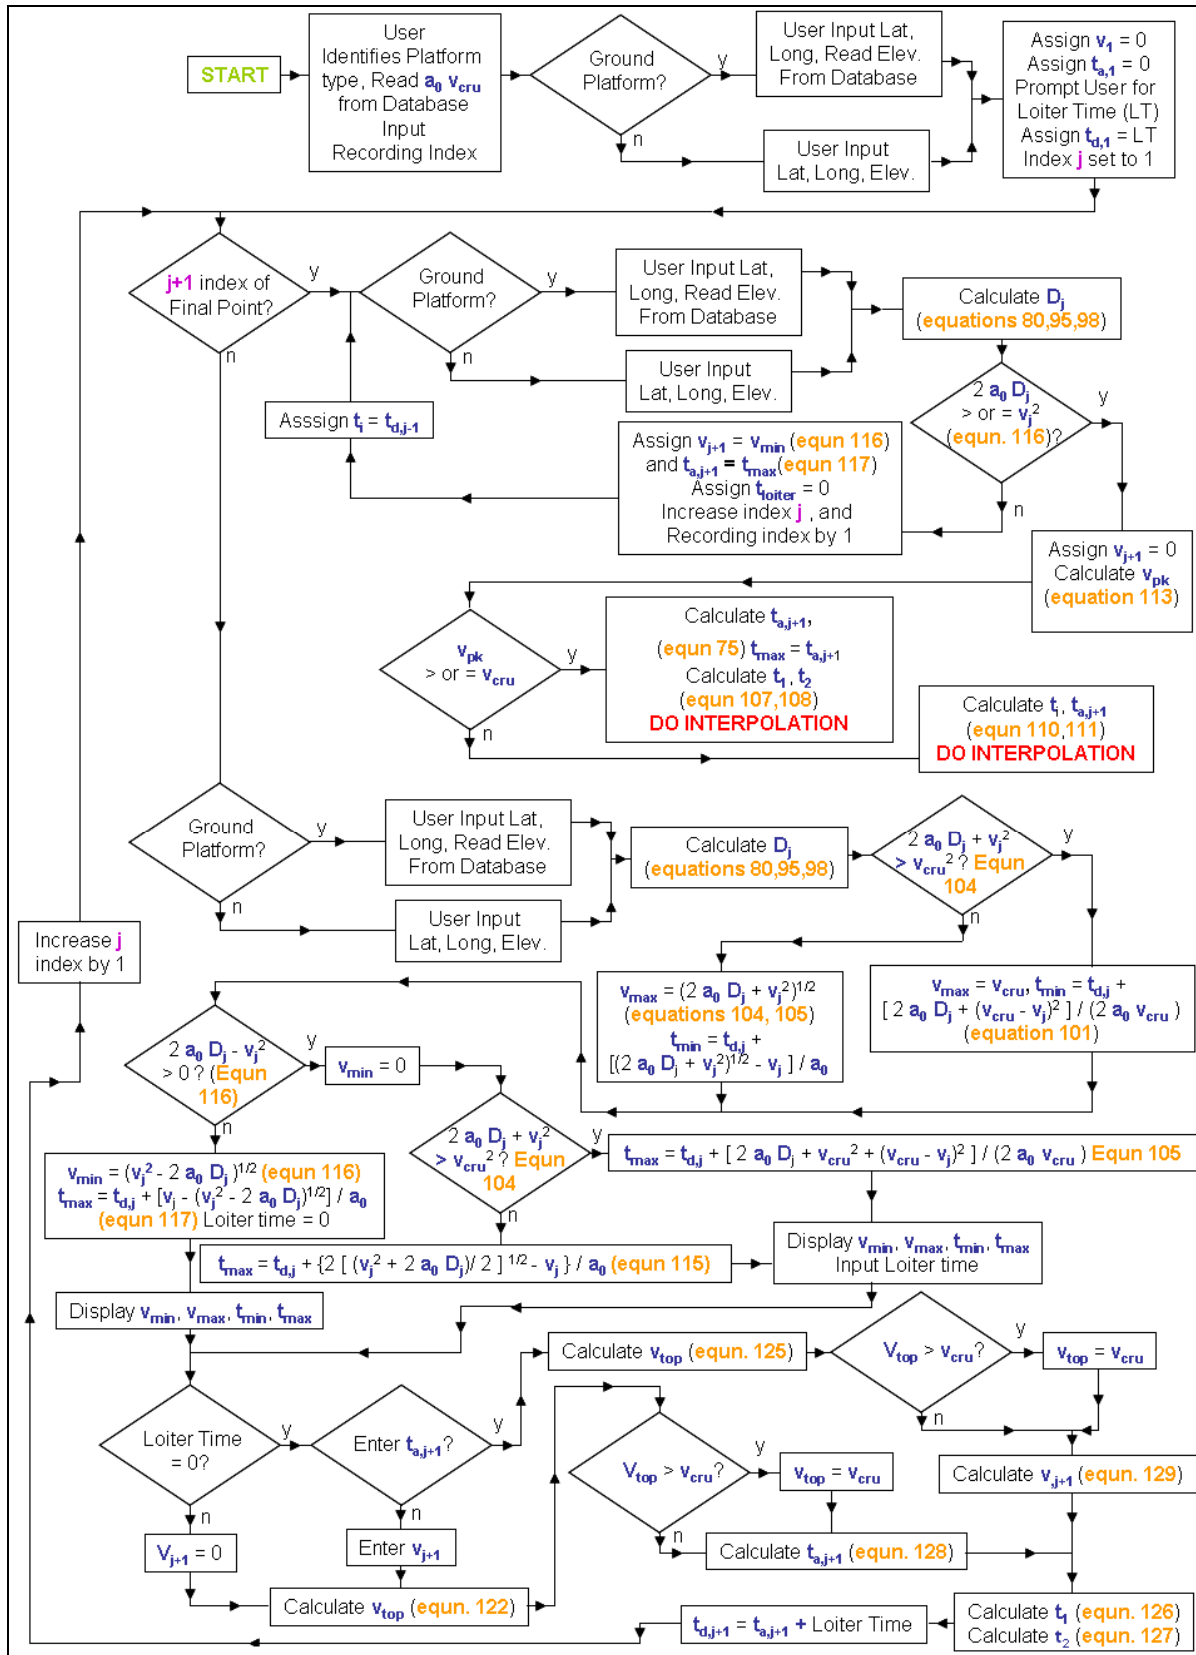 START
User
Identifies Platform
type, Read a0 vcru
from Database
Input
Recording Index
Ground
Platform?
y
n
User Input Lat,
Long, Read Elev.
From Database
User Input
Lat, Long, Elev.
Assign v1 = 0
Assign ta,1 = 0
Prompt User for
Loiter Time (LT)
Assign td,1 = LT
Index j set to 1
j+1 index of
Final Point?
y
n
Ground
Platform?
y
n
User Input Lat,
Long, Read Elev.
From Database
User Input
Lat, Long, Elev.
Calculate Dj
(equations 80,95,98)
2 a0 Dj
> or = vj2
(equn. 116)?
y
n
Asssign ti = td,j-1
Assign vj+1 = vmin (equn 116)
and ta,j+1 = tmax(equn 117)
Assign tloiter = 0
Increase index j , and
Recording index by 1
Assign vj+1 = 0
Calculate vpk
(equation 113)
vpk
> or = vcru
y
n
Calculate ta,j+1,
(equn 75) tmax = ta,j+1
Calculate t1 , t2
(equn 107,108)
DO INTERPOLATION
Calculate ti, ta,j+1
(equn 110,111)
DO INTERPOLATION
Ground
Platform?
y
n
User Input Lat,
Long, Read Elev.
From Database
User Input
Lat, Long, Elev.
Calculate Dj
(equations 80,95,98)
2 a0 Dj + vj2
> vcru2 ? Equn
104
y
n
Increase j
index by 1
vmax = (2 a0 Dj + vj2)1/2
(equations 104, 105)
tmin = td,j +
[(2 a0 Dj + vj2)1/2 - vj ] / a0
vmax = vcru, tmin = td,j +
[ 2 a0 Dj + (vcru - vj)2 ] / (2 a0 vcru )
(equation 101)
2 a0 Dj - vj2
> 0 ? (Equn
116)
y
n
vmin = 0
2 a0 Dj + vj2
> vcru2 ? Equn
104
y
n
tmax = td,j + [ 2 a0 Dj + vcru2 + (vcru - vj)2 ] / (2 a0 vcru ) Equn 105
vmin = (vj2 - 2 a0 Dj )1/2 (equn 116)
tmax = td,j + [vj - (vj2 - 2 a0 Dj)1/2] / a0
(equn 117) Loiter time = 0
tmax = td,j + {2 [ (vj2 + 2 a0 Dj)/ 2 ] 1/2 - vj } / a0 (equn 115)
Display vmin, vmax, tmin, tmax
Input Loiter time
Display vmin, vmax, tmin, tmax
Loiter Time
= 0?
y
n
Enter ta,j+1?
y
n
Calculate vtop (equn. 125)
Vtop > vcru?
y
n
vtop = vcru
Vtop > vcru?
y
n
vtop = vcru
Calculate v,j+1 (equn. 129)
Vj+1 = 0
Enter vj+1
Calculate ta,j+1 (equn. 128)
Calculate vtop (equn. 122)
td,j+1 = ta,j+1 + Loiter Time
Calculate t1 (equn. 126)
Calculate t2 (equn. 127)